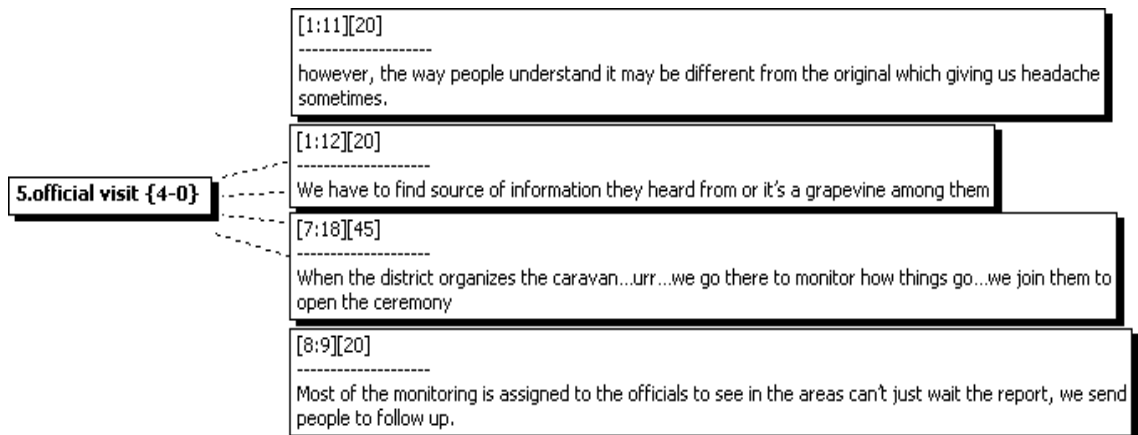 [1:11][20]
--------------------
however, the way people understand it may be different from the original which giving us headache
sometimes.
[1:12][20]
--------------------
We have to find source of information they heard from or it's a grapevine among them
5.official visit {4-0}
[7:18][45]
--------------------
When the district organizes the caravan...urr...we go there to monitor how things go...we join them to
open the ceremony
[8:9][20]
--------------------
Most of the monitoring is assigned to the officials to see in the areas can't just wait the report, we send
people to follow up.